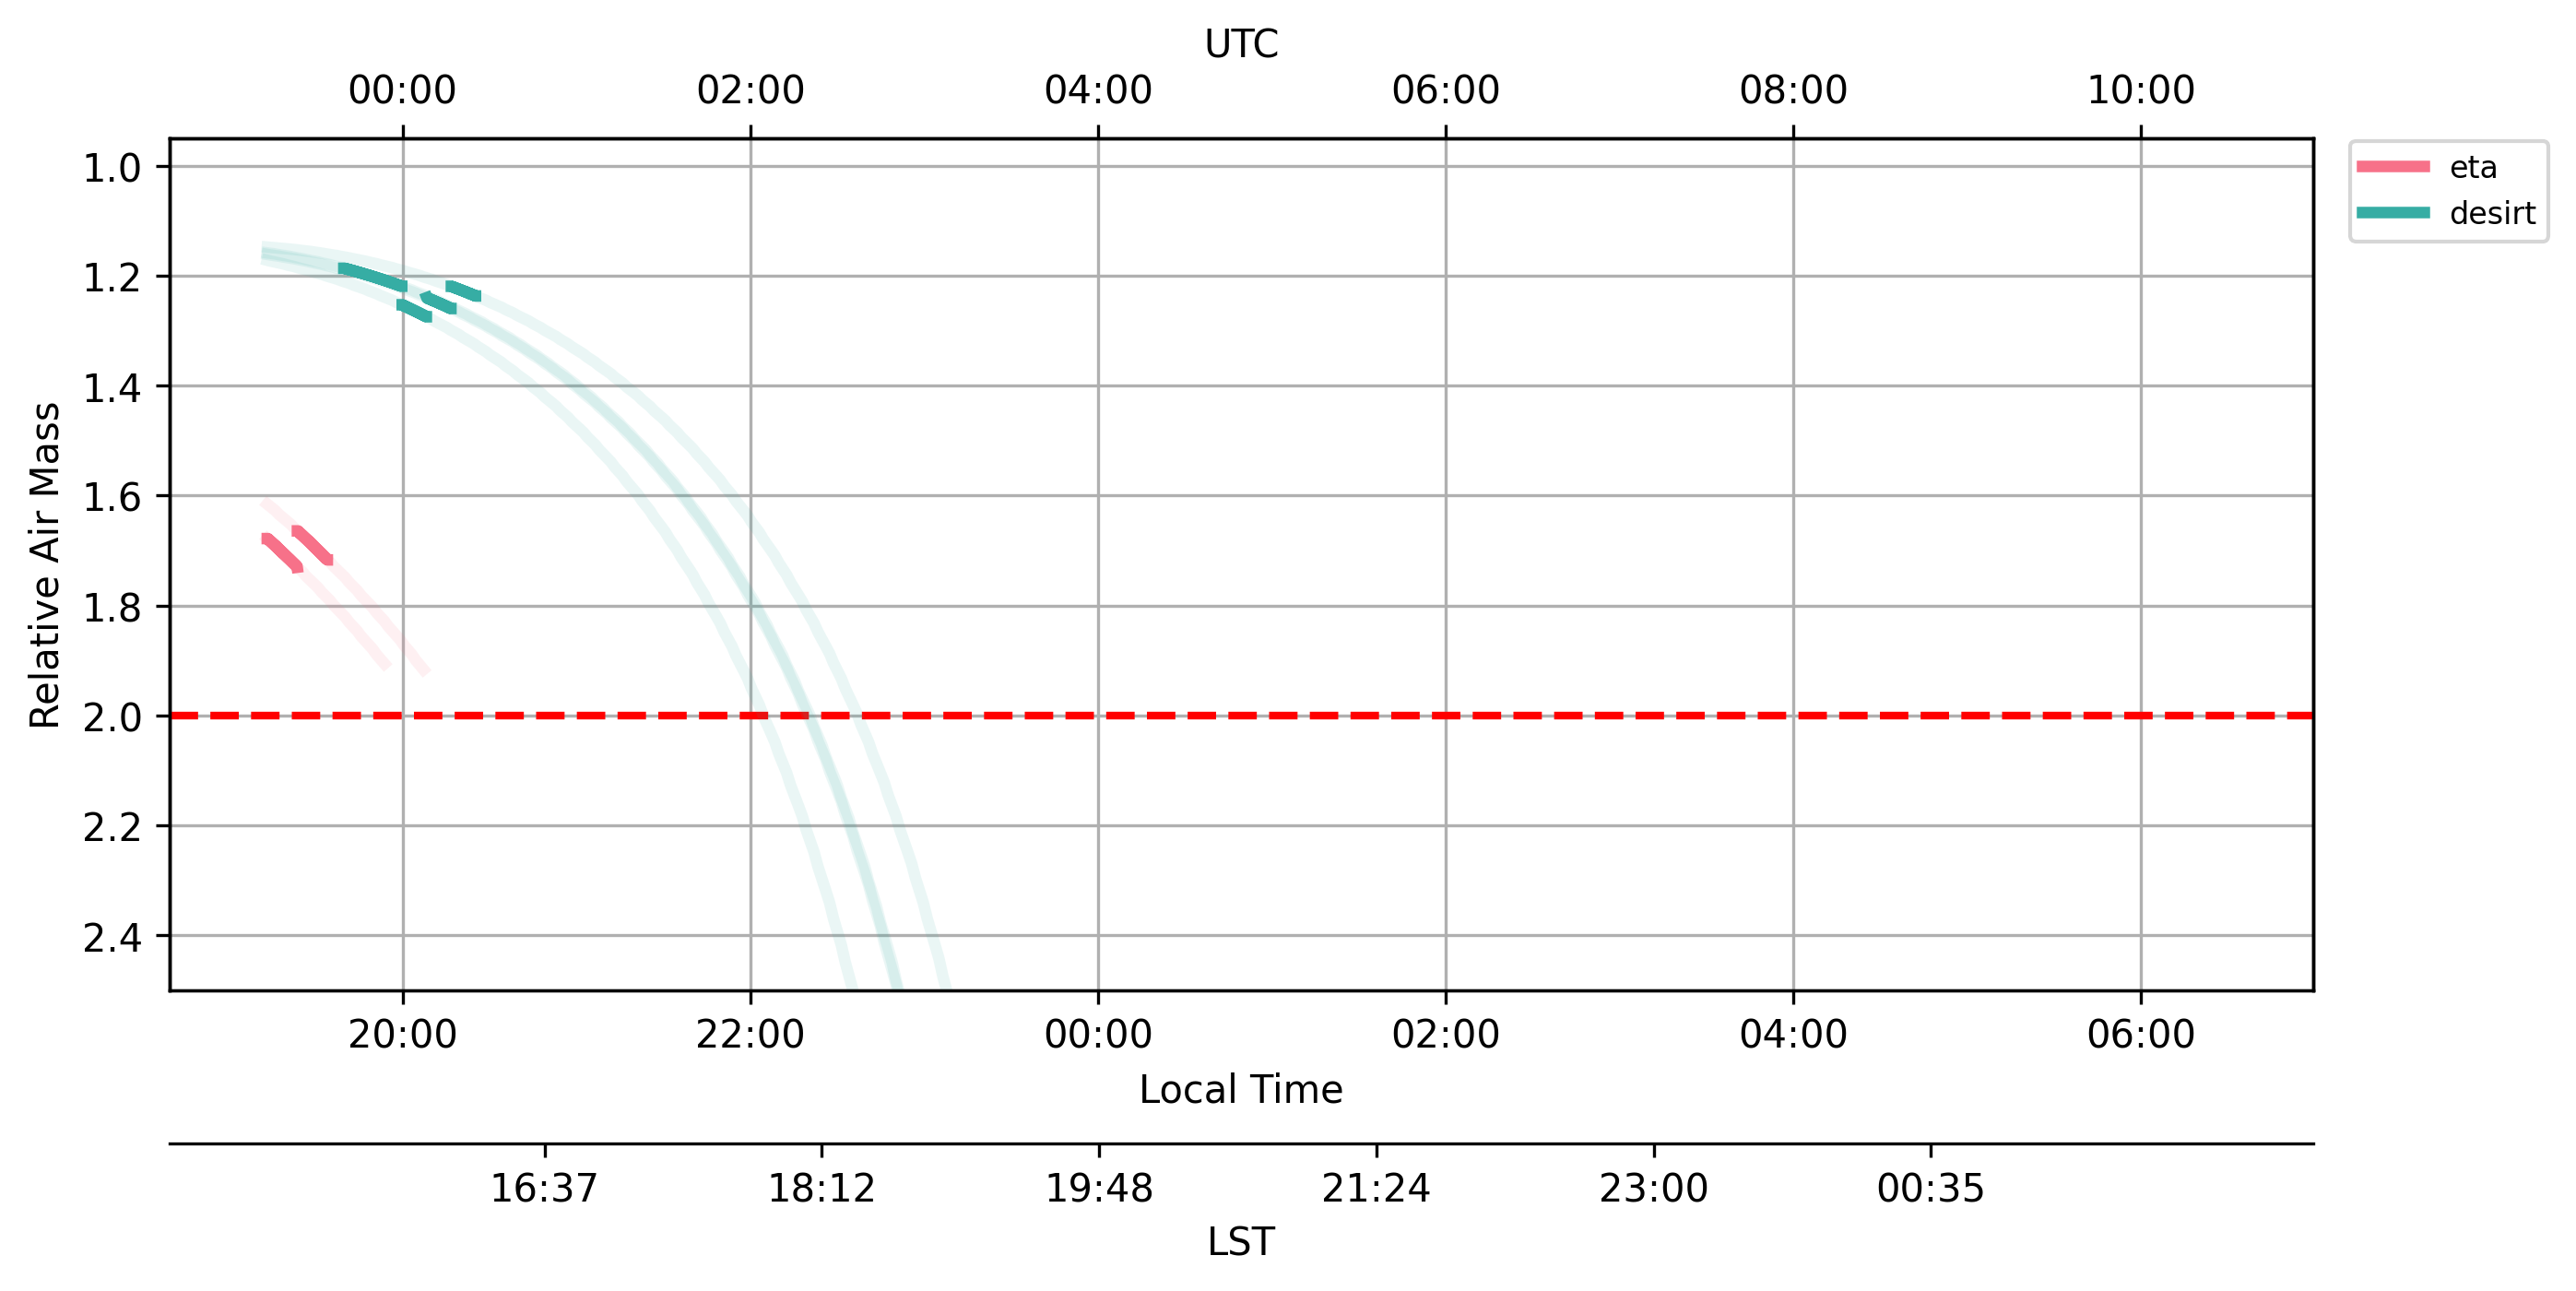 UTC
00:00 02:00 04:00 06:00 08:00 10:00
eta
desirt
Relative Air Mass
1.0
1.2
1.4
1.6
1.8
2.0
2.2
2.4
20:00 22:00 00:00 02:00 04:00 06:00
Local Time
16:37 18:12 19:48 21:24 23:00 00:35
LST